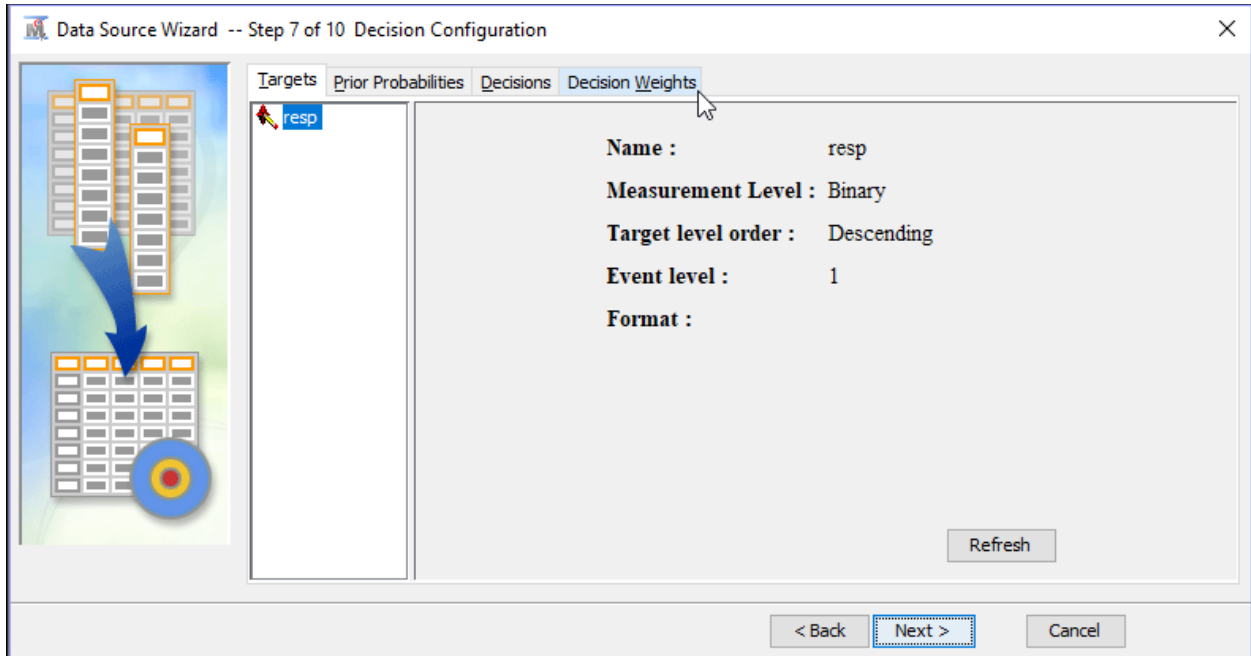 Data Source Wizard -- Step 7 of 10 Decision Configuration
Targets Prior Probabilities Decisions Decision Weights
resp
Name : resp
Measurement Level : Binary
Target level order : Descending
Event level : 1
Format :
Refresh
< Back Next > Cancel